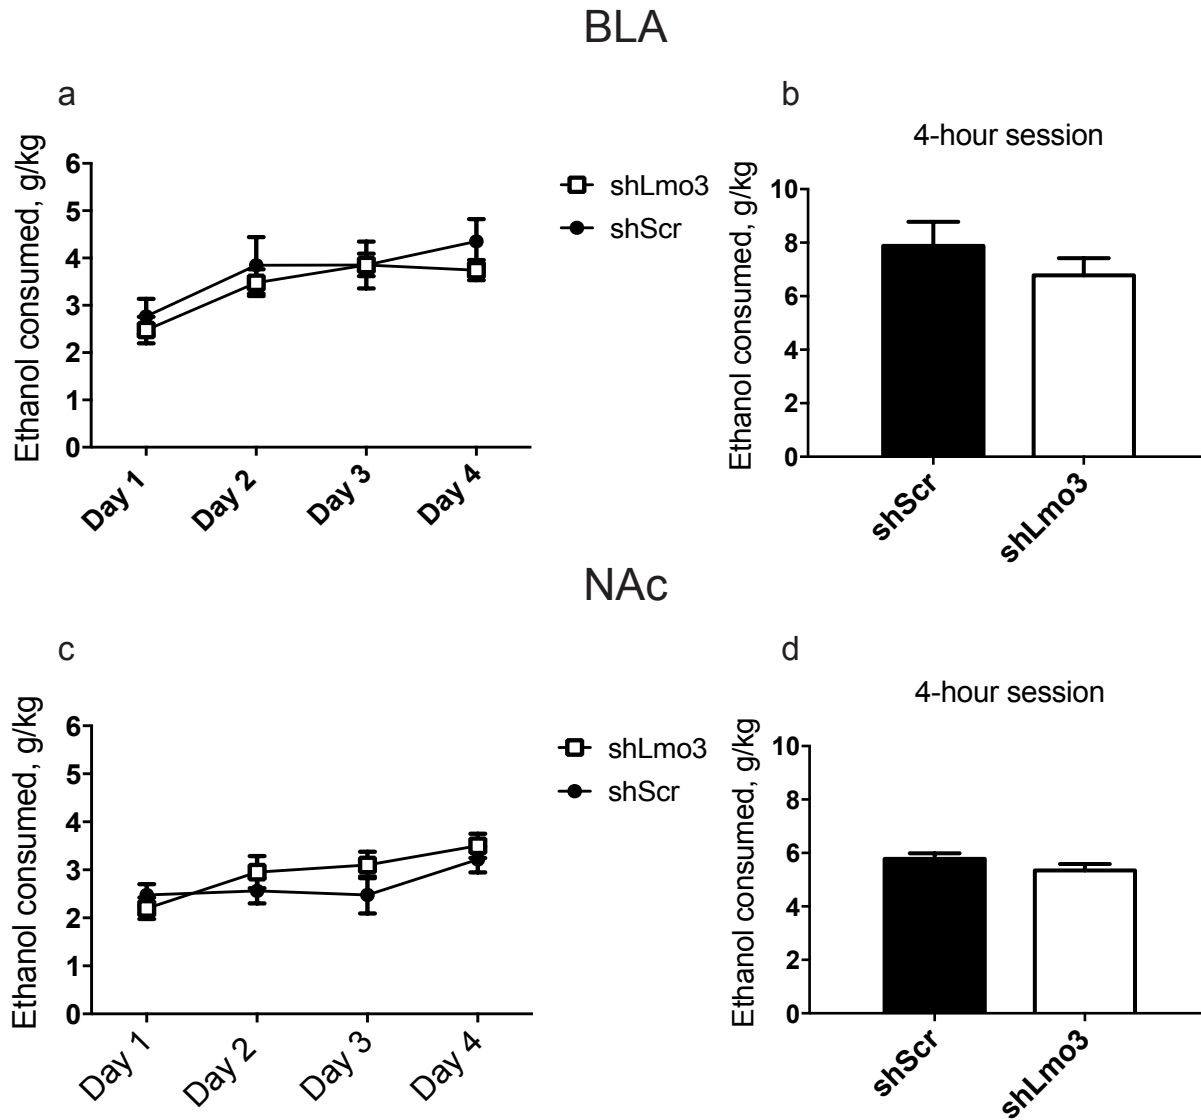 BLA
a
Ethanol consumed, g/kg
6
5
4
3
2
1
0
Day 1
Day 2
Day 3
Day 4
shLmo3
shScr
b
4-hour session
Ethanol consumed, g/kg
10
8
6
4
2
0
shScr
shLmo3
NAc
c
Ethanol consumed, g/kg
6
5
4
3
2
1
0
Day 1
Day 2
Day 3
Day 4
shLmo3
shScr
d
4-hour session
Ethanol consumed, g/kg
10
8
6
4
2
0
shScr
shLmo3